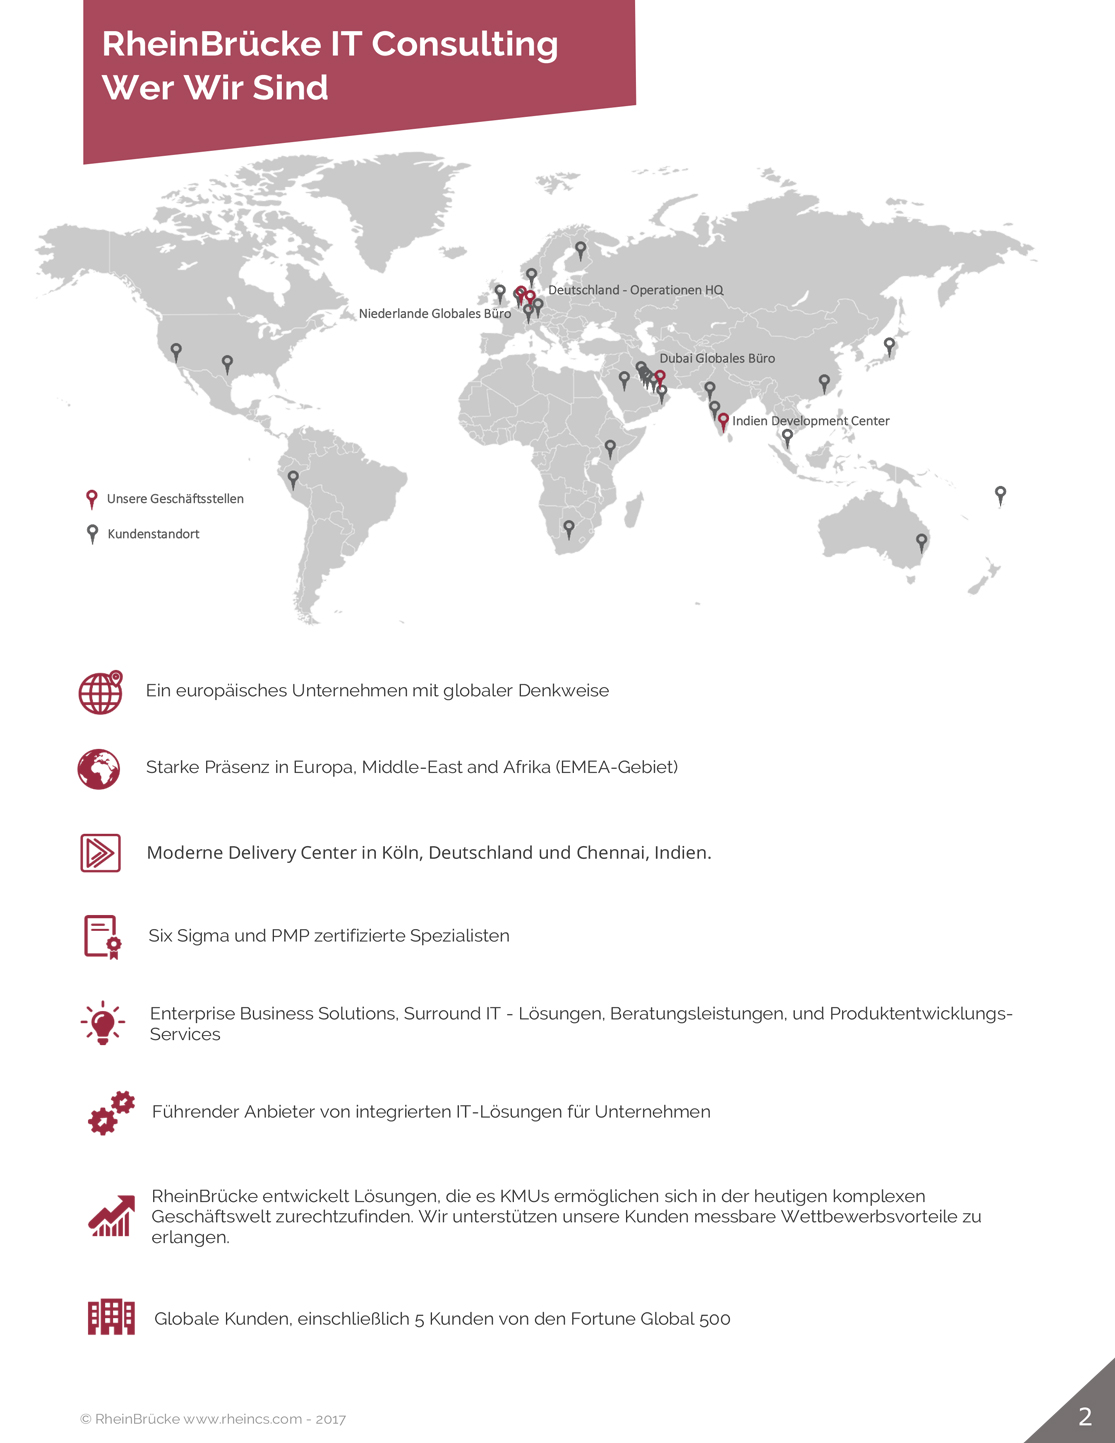 RheinBrücke IT Consulting
Wer Wir Sind
Deutschland - Operationen HQ
Niederlande Globales Büro
Dubai Globales Büro
Indien Development Center
Unsere Geschäftsstellen
Kundenstandort
Ein europäisches Unternehmen mit globaler Denkweise
Starke Präsenz in Europa, Middle-East and Afrika (EMEA-Gebiet)
Moderne Delivery Center in Köln, Deutschland und Chennai, Indien.
Six Sigma und PMP zertifizierte Spezialisten
Enterprise Business Solutions, Surround IT - Lösungen, Beratungsleistungen, und Produktentwicklungs-
Services
Führender Anbieter von integrierten IT-Lösungen für Unternehmen
RheinBrücke entwickelt Lösungen, die es KMUs ermöglichen sich in der heutigen komplexen
Geschäftswelt zurechtzufinden. Wir unterstützen unsere Kunden messbare Wettbewerbsvorteile zu
erlangen.
Globale Kunden, einschließlich 5 Kunden von den Fortune Global 500
© RheinBrücke www.rheincs.com - 2017
2